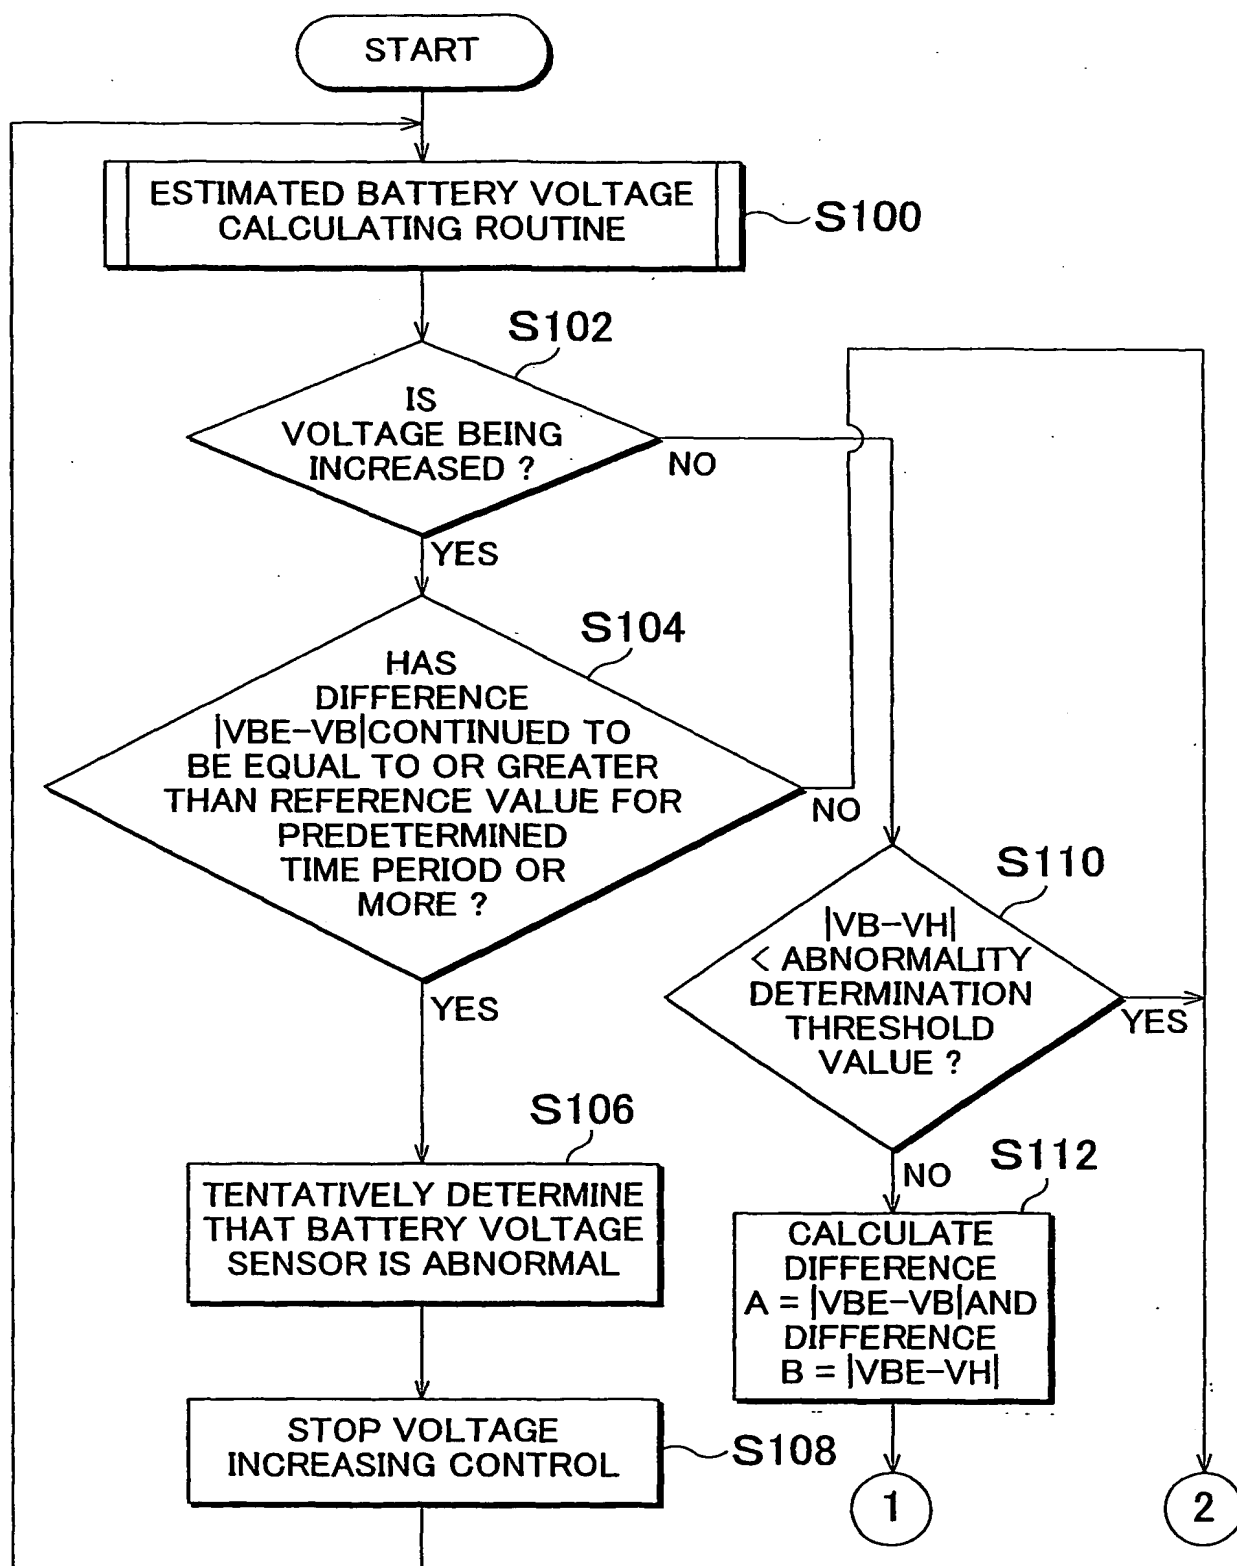 START
ESTIMATED BATTERY VOLTAGE
CALCULATING ROUTINE
S100
S102
IS
VOLTAGE BEING
INCREASED ?
NO
YES
S104
HAS
DIFFERENCE
|VBE-VB|CONTINUED TO
BE EQUAL TO OR GREATER
THAN REFERENCE VALUE FOR
PREDETERMINED
TIME PERIOD OR
MORE ?
NO
YES
S110
|VB-VH|
< ABNORMALITY
DETERMINATION
THRESHOLD
VALUE ?
YES
NO
S106
TENTATIVELY DETERMINE
THAT BATTERY VOLTAGE
SENSOR IS ABNORMAL
S112
CALCULATE
DIFFERENCE
A = |VBE-VB|AND
DIFFERENCE
B = |VBE-VH|
STOP VOLTAGE
INCREASING CONTROL
S108
1
2